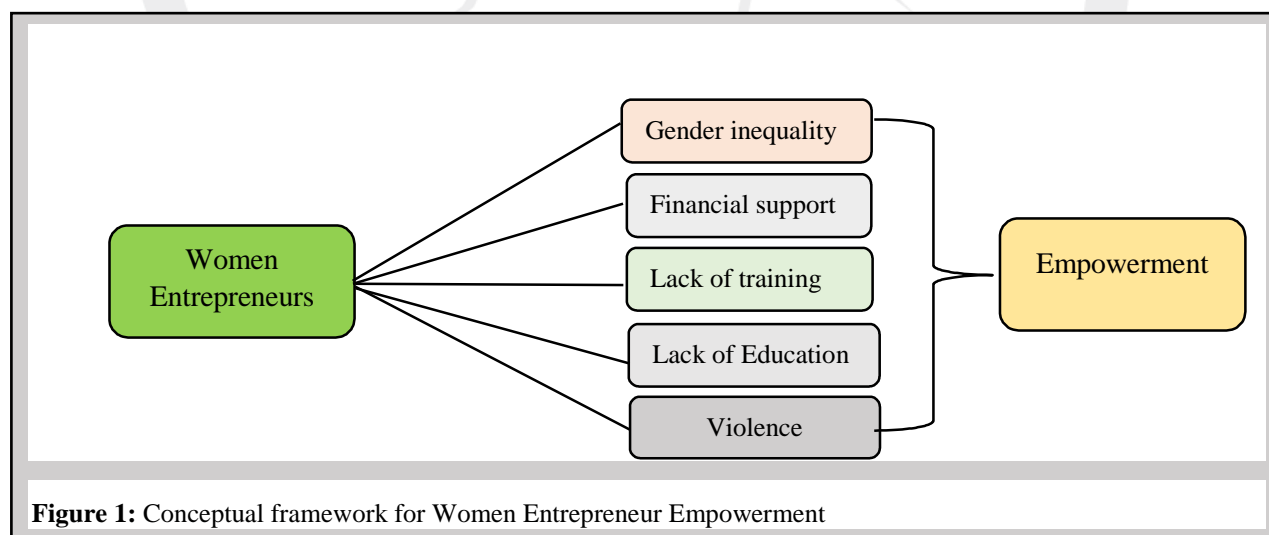 Gender inequality
Financial support
Women
Entrepreneurs
Lack of training
Empowerment
Lack of Education
Violence
Figure 1: Conceptual framework for Women Entrepreneur Empowerment